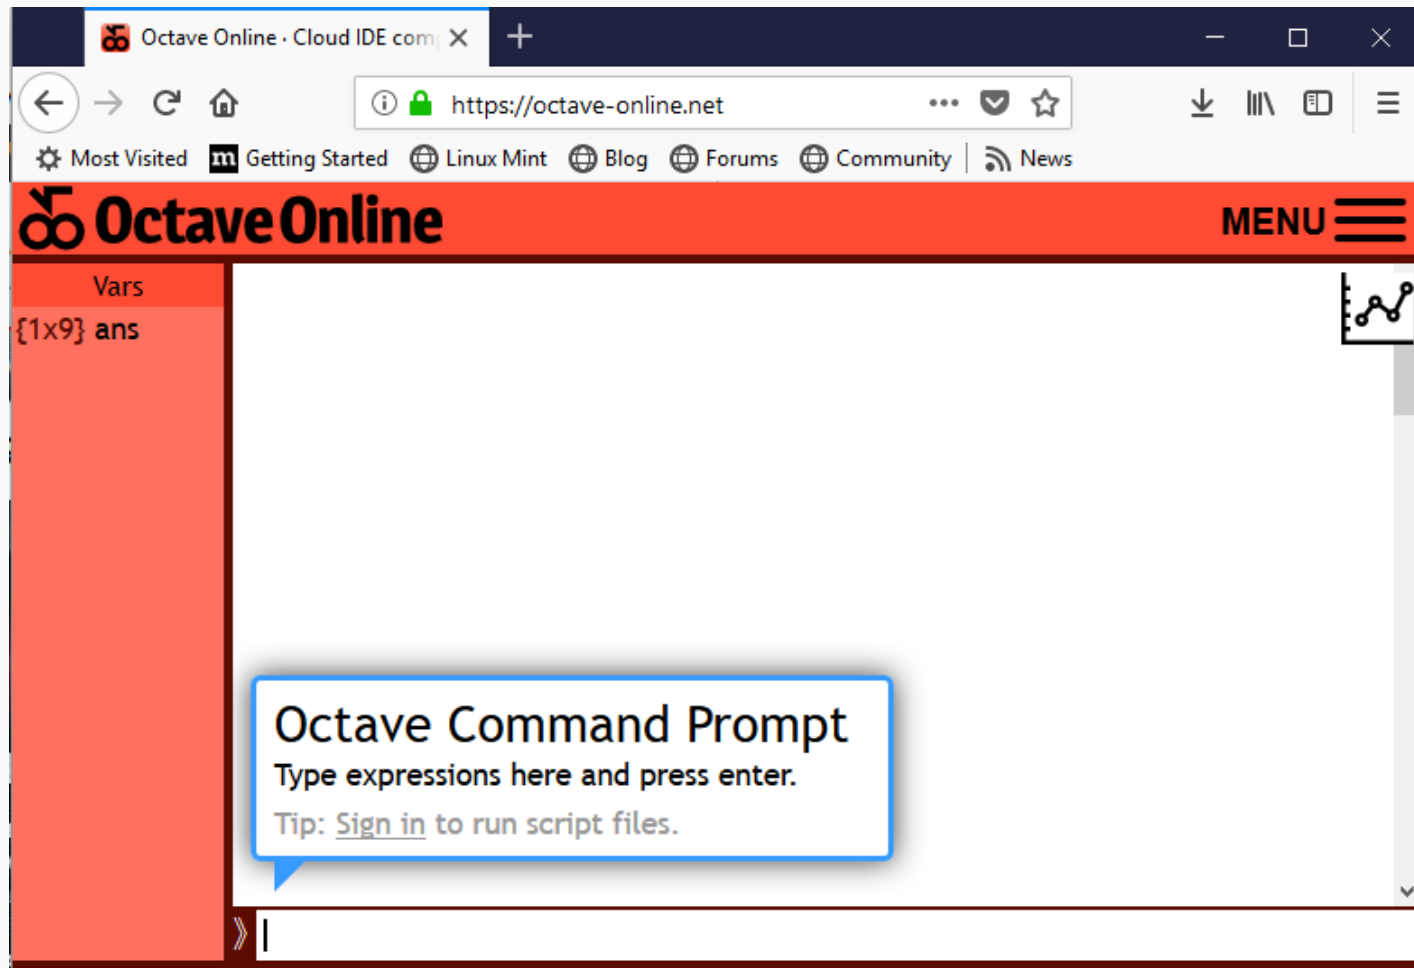 Octave Online · Cloud IDE com
https://octave-online.net
Most Visited m Getting Started Linux Mint Blog Forums Community News
Octave Online MENU
Vars
{1x9} ans
Octave Command Prompt
Type expressions here and press enter.
Tip: Sign in to run script files.